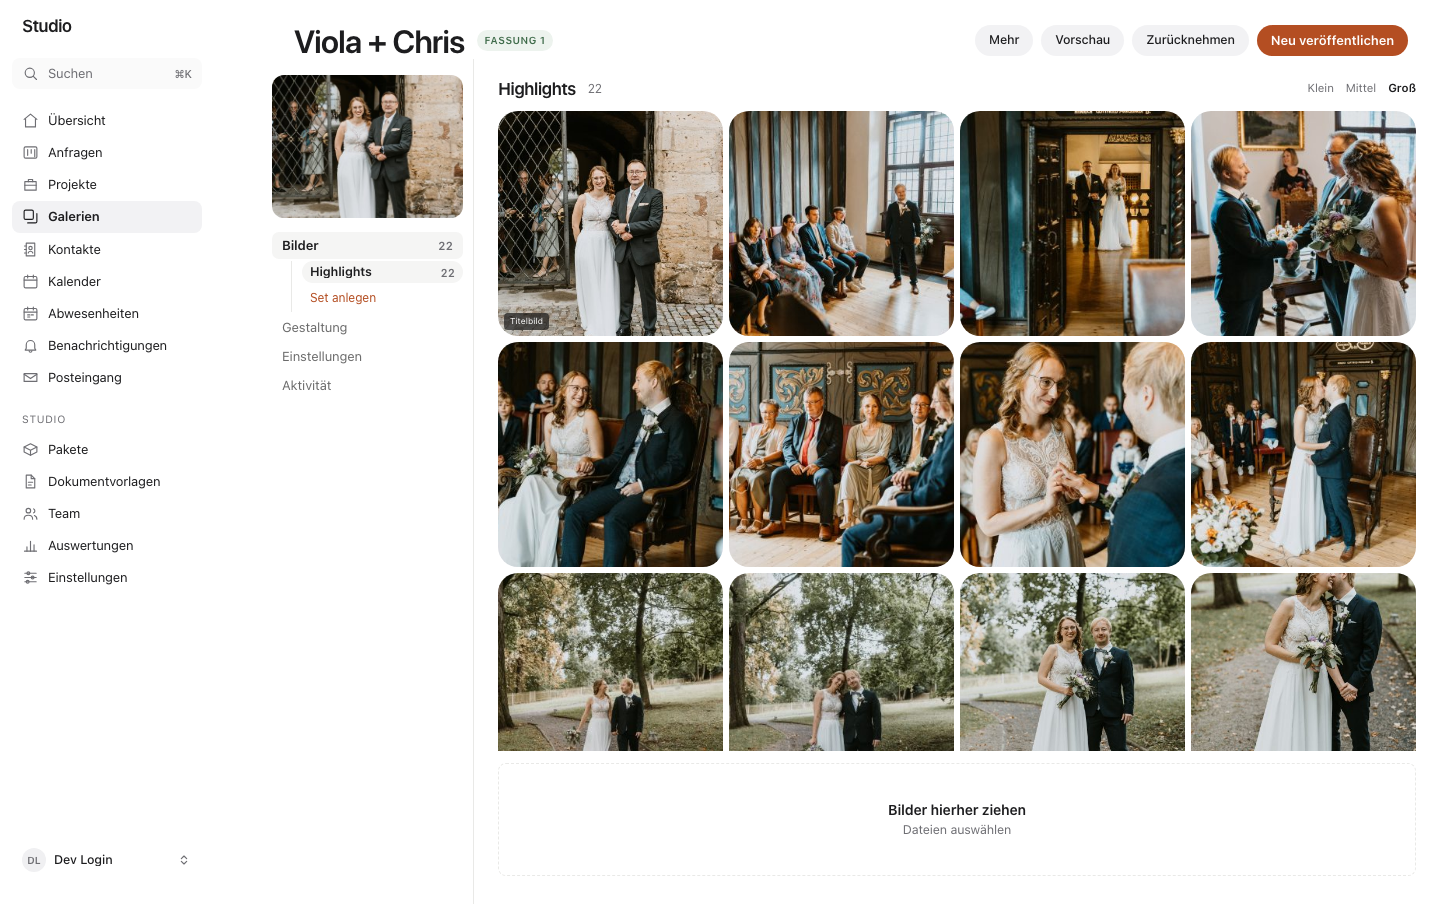 Studio
Suchen ⌘K
Übersicht
Anfragen
Projekte
Galerien
Kontakte
Kalender
Abwesenheiten
Benachrichtigungen
Posteingang
STUDIO
Pakete
Dokumentvorlagen
Team
Auswertungen
Einstellungen
DL Dev Login
Viola + Chris FASSUNG 1
Mehr Vorschau Zurücknehmen Neu veröffentlichen
Bilder 22
Highlights 22
Set anlegen
Gestaltung
Einstellungen
Aktivität
Highlights 22
Klein Mittel Groß
Titelbild
Bilder hierher ziehen
Dateien auswählen